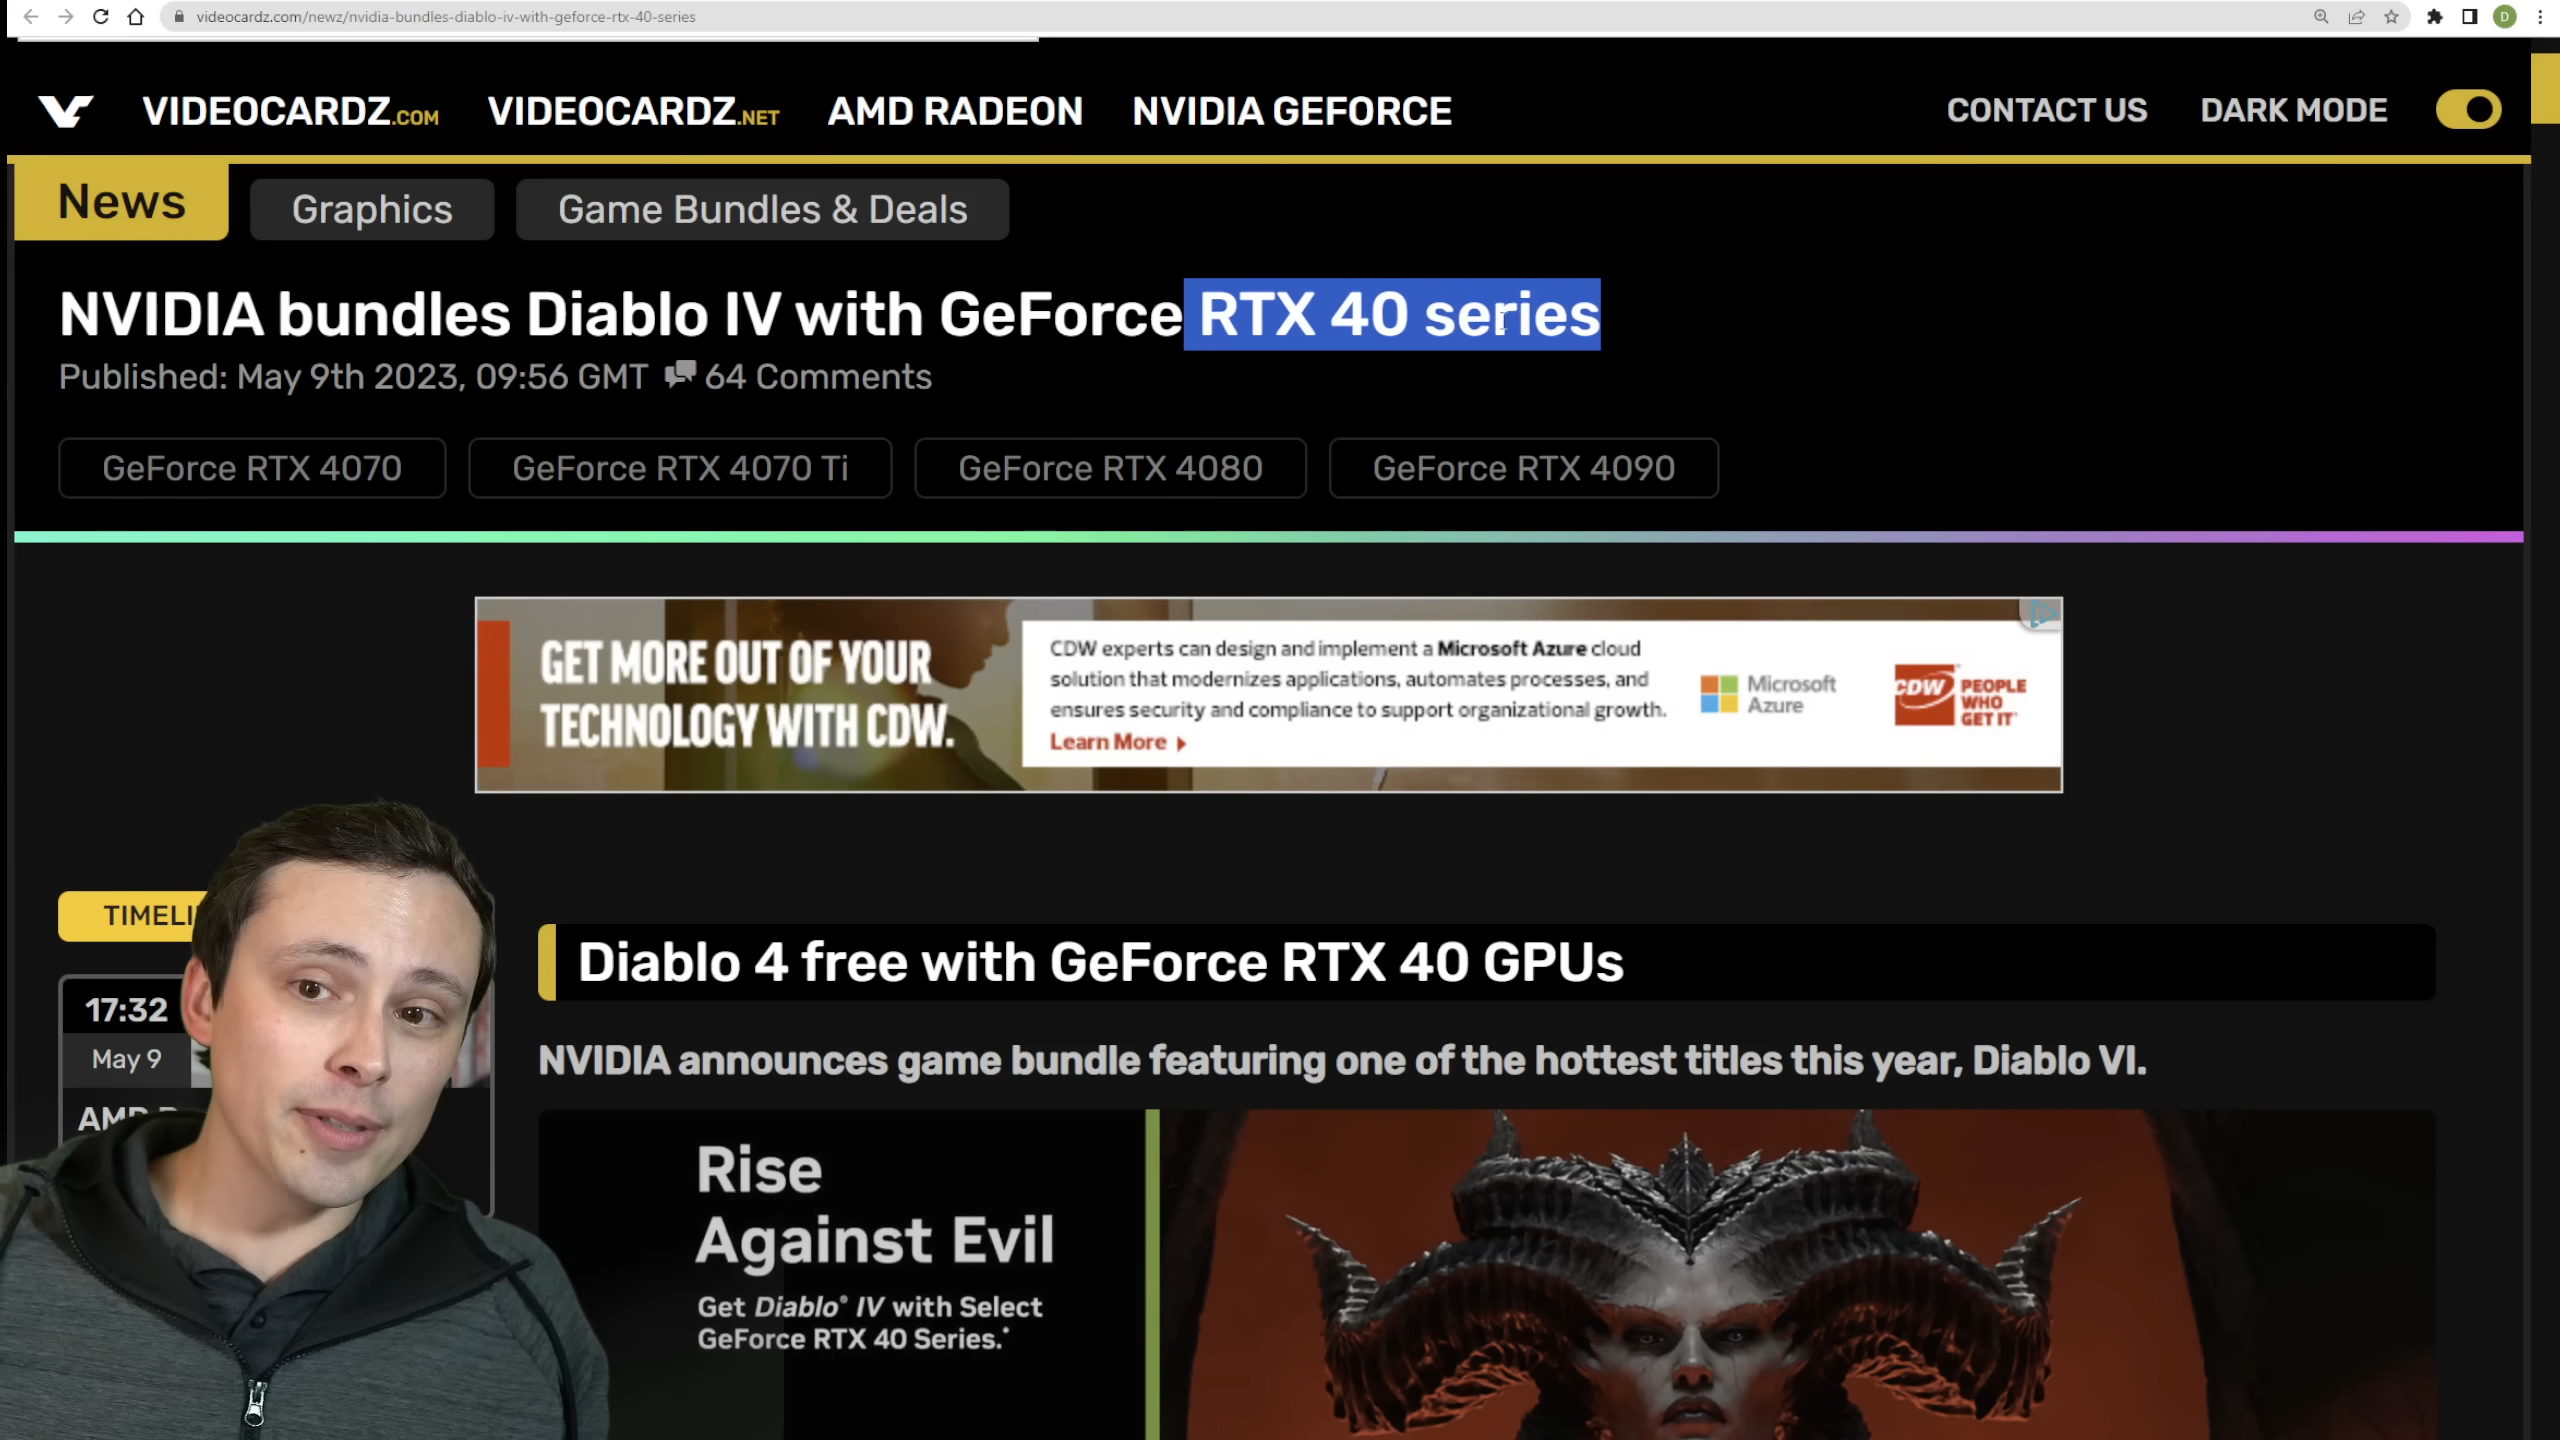 videocardz.com/newz/nvidia-bundles-diablo-iv-with-geforce-rtx-40-series
D
VIDEOCARDZ.COM VIDEOCARDZ.NET AMD RADEON NVIDIA GEFORCE CONTACT US DARK MODE
News Graphics Game Bundles & Deals
NVIDIA bundles Diablo IV with GeForce RTX 40 series
Published: May 9th 2023, 09:56 GMT 64 Comments
GeForce RTX 4070 GeForce RTX 4070 Ti GeForce RTX 4080 GeForce RTX 4090
GET MORE OUT OF YOUR
TECHNOLOGY WITH CDW.
CDW experts can design and implement a Microsoft Azure cloud
solution that modernizes applications, automates processes, and
ensures security and compliance to support organizational growth.
Learn More
Microsoft
Azure
CDW
PEOPLE
WHO
GET IT
TIMELI
17:32
May 9
AMD
Diablo 4 free with GeForce RTX 40 GPUs
NVIDIA announces game bundle featuring one of the hottest titles this year, Diablo VI.
Rise
Against Evil
Get Diablo® IV with Select
GeForce RTX 40 Series.*